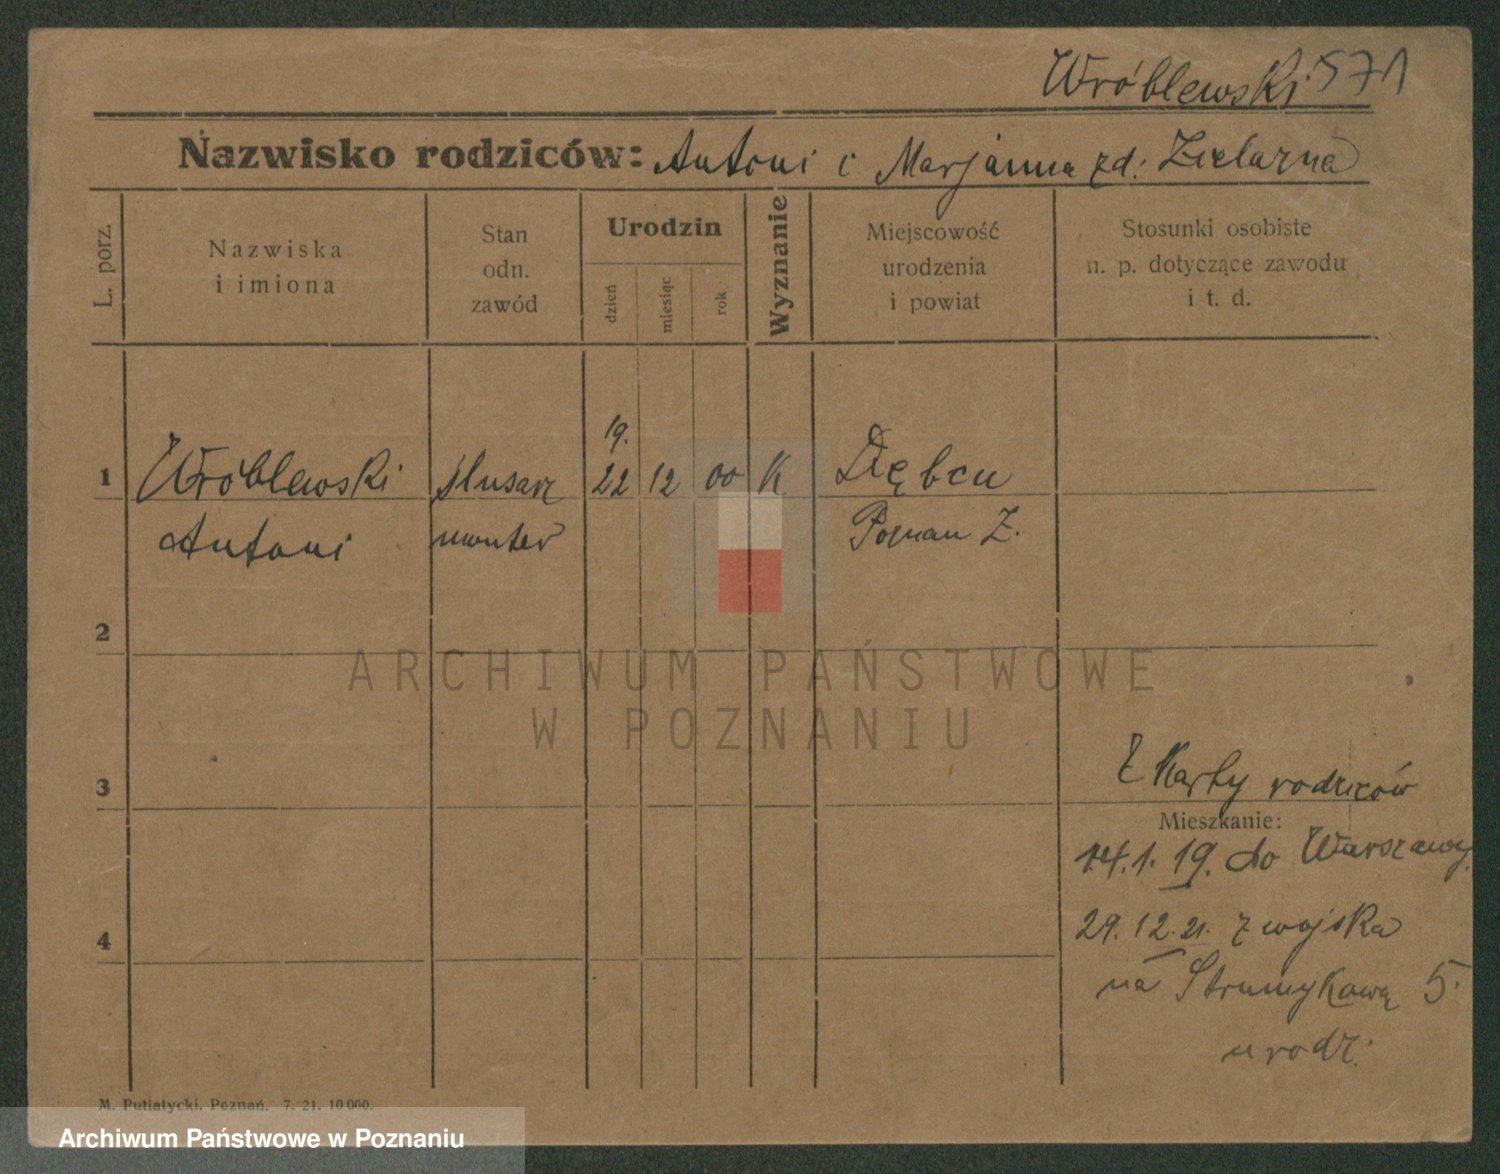 Wróblewski 571
Nazwisko rodziców: Antoni i Marjanna zd: Zielazna
L. porz.
Nazwiska
i imiona
Stan
odn.
zawód
Urodzin
dzień
miesiąc
rok
Wyznanie
Miejscowość
urodzenia
i powiat
Stosunki osobiste
n. p. dotyczące zawodu
i t. d.
19.
1 Wróblewski ślusarz 22 12 00 K Dębcu
Antoni monter Poznan Z.
2
ARCHIWUM PAŃSTWOWE
W POZNANIU
3
Z Karty rodziców
Mieszkanie:
14.1.19. do Warszawy
29.12.21. z wojska
4
na Strumykową 5.
urodz.
M. Putiatycki, Poznań. 7. 21. 10 000.
Archiwum Państwowe w Poznaniu